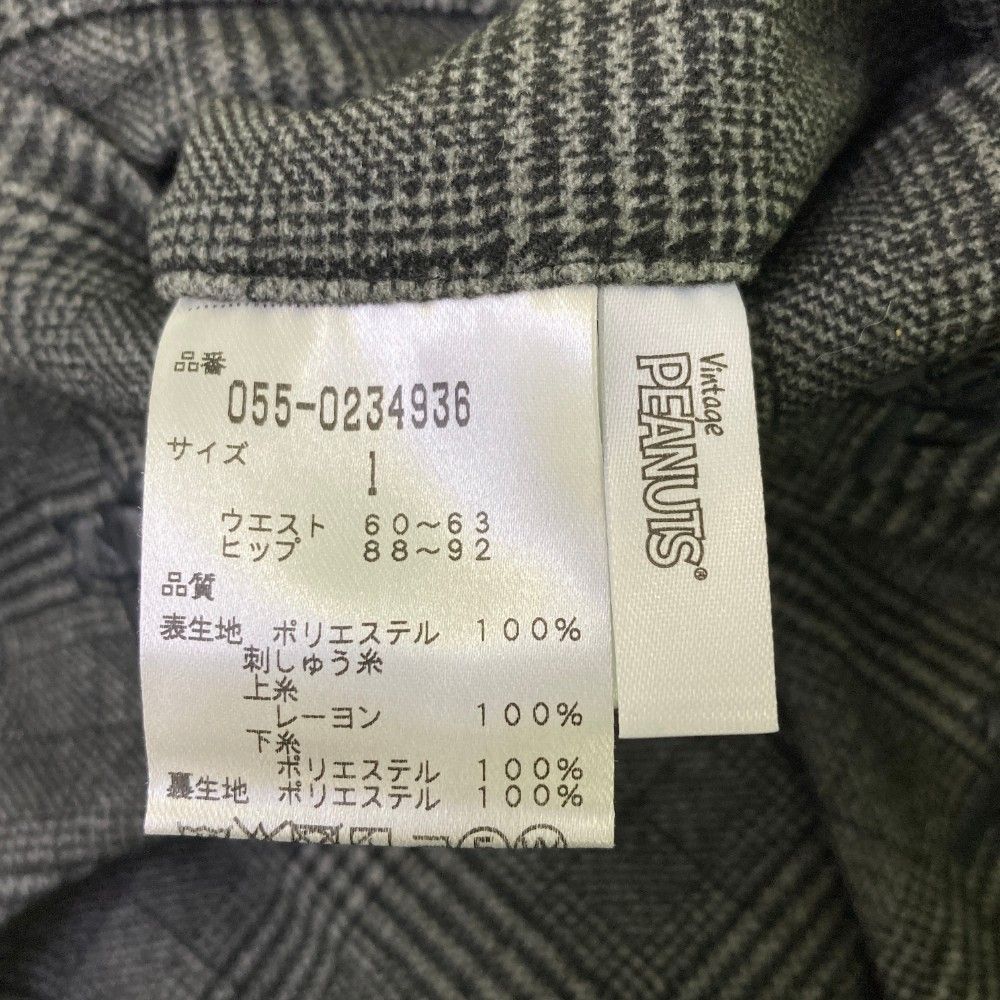 品番
055-0234936
サイズ
1
ウエスト 60～63
ヒップ 88～92
品質
表生地 ポリエステル 100%
刺しゅう糸
上糸
レーヨン 100%
下糸
ポリエステル 100%
裏生地 ポリエステル 100%
Vintage
PEANUTS®